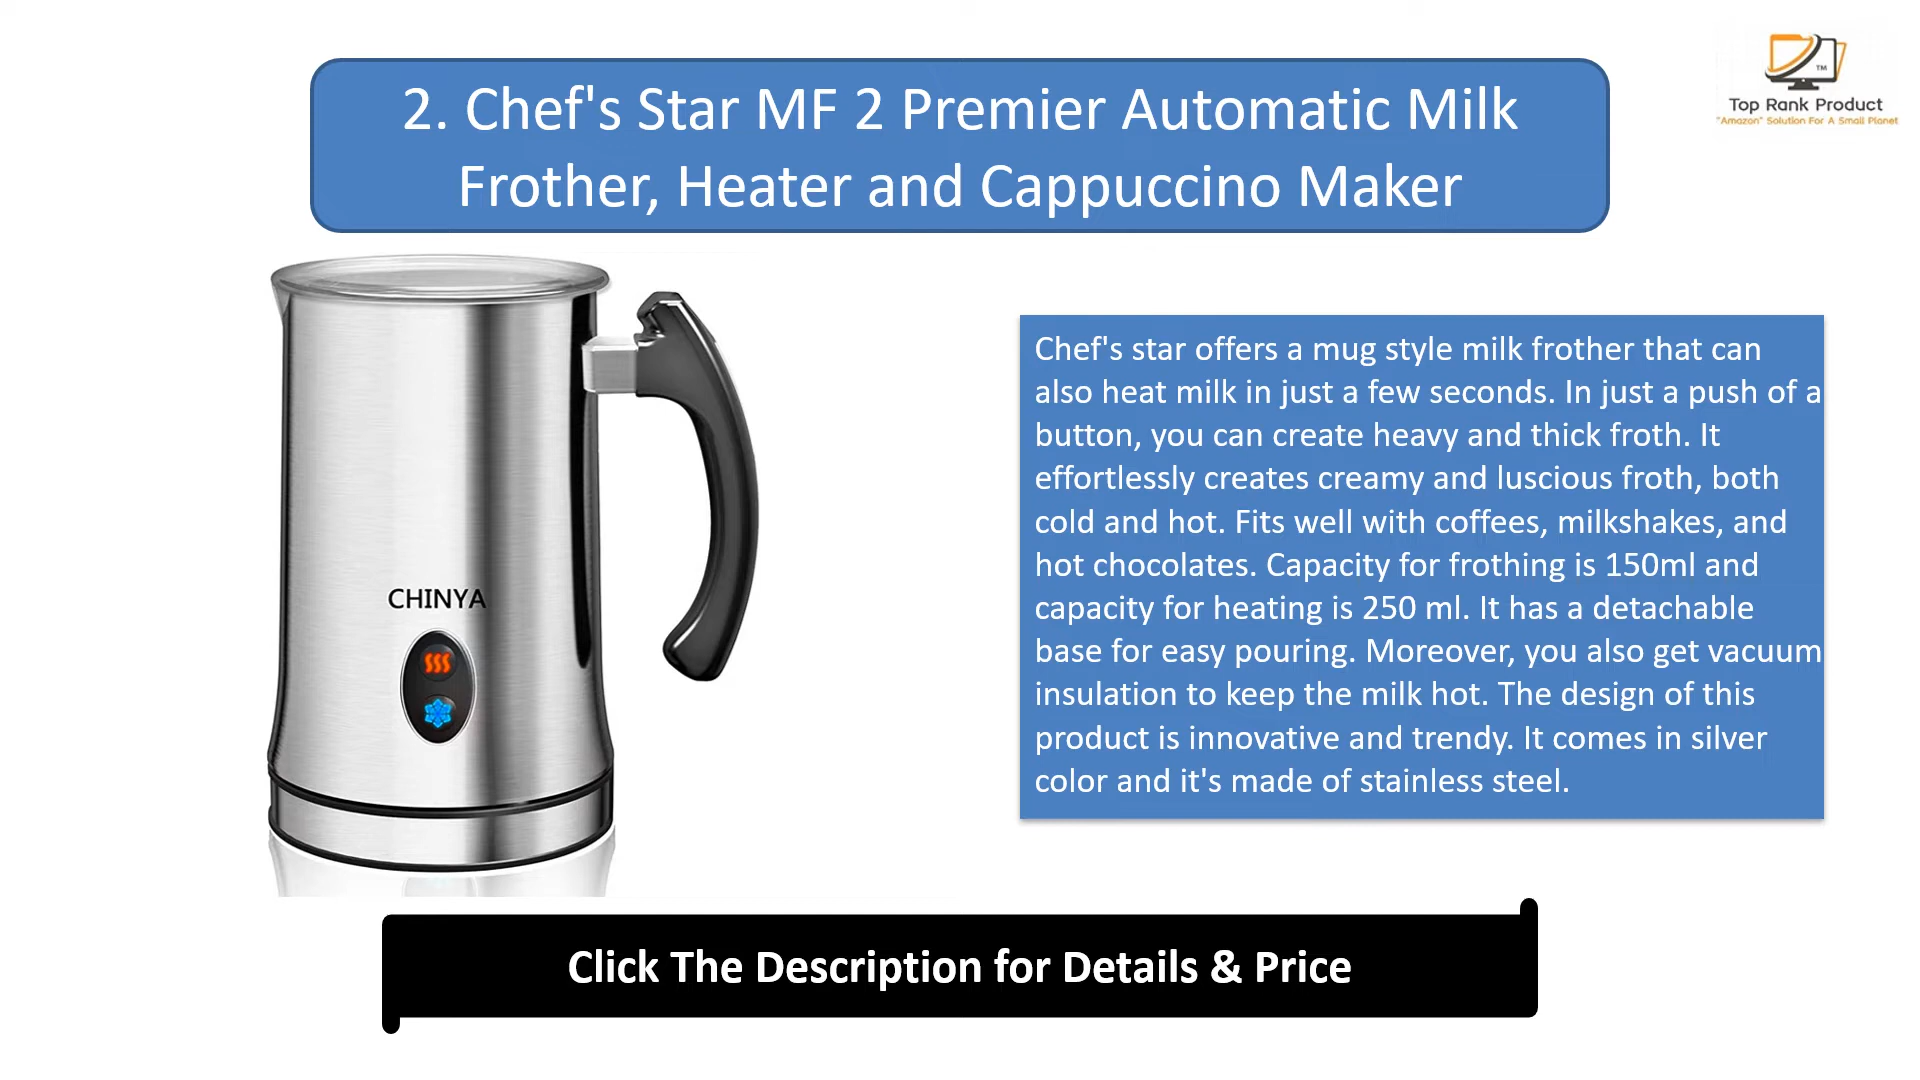 2. Chef's Star MF 2 Premier Automatic Milk
Frother, Heater and Cappuccino Maker
TM
Top Rank Product
"Amazon" Solution For A Small Planet
Chef's star offers a mug style milk frother that can
also heat milk in just a few seconds. In just a push of a
button, you can create heavy and thick froth. It
effortlessly creates creamy and luscious froth, both
cold and hot. Fits well with coffees, milkshakes, and
hot chocolates. Capacity for frothing is 150ml and
capacity for heating is 250 ml. It has a detachable
base for easy pouring. Moreover, you also get vacuum
insulation to keep the milk hot. The design of this
product is innovative and trendy. It comes in silver
color and it's made of stainless steel.
CHINYA
Click The Description for Details & Price